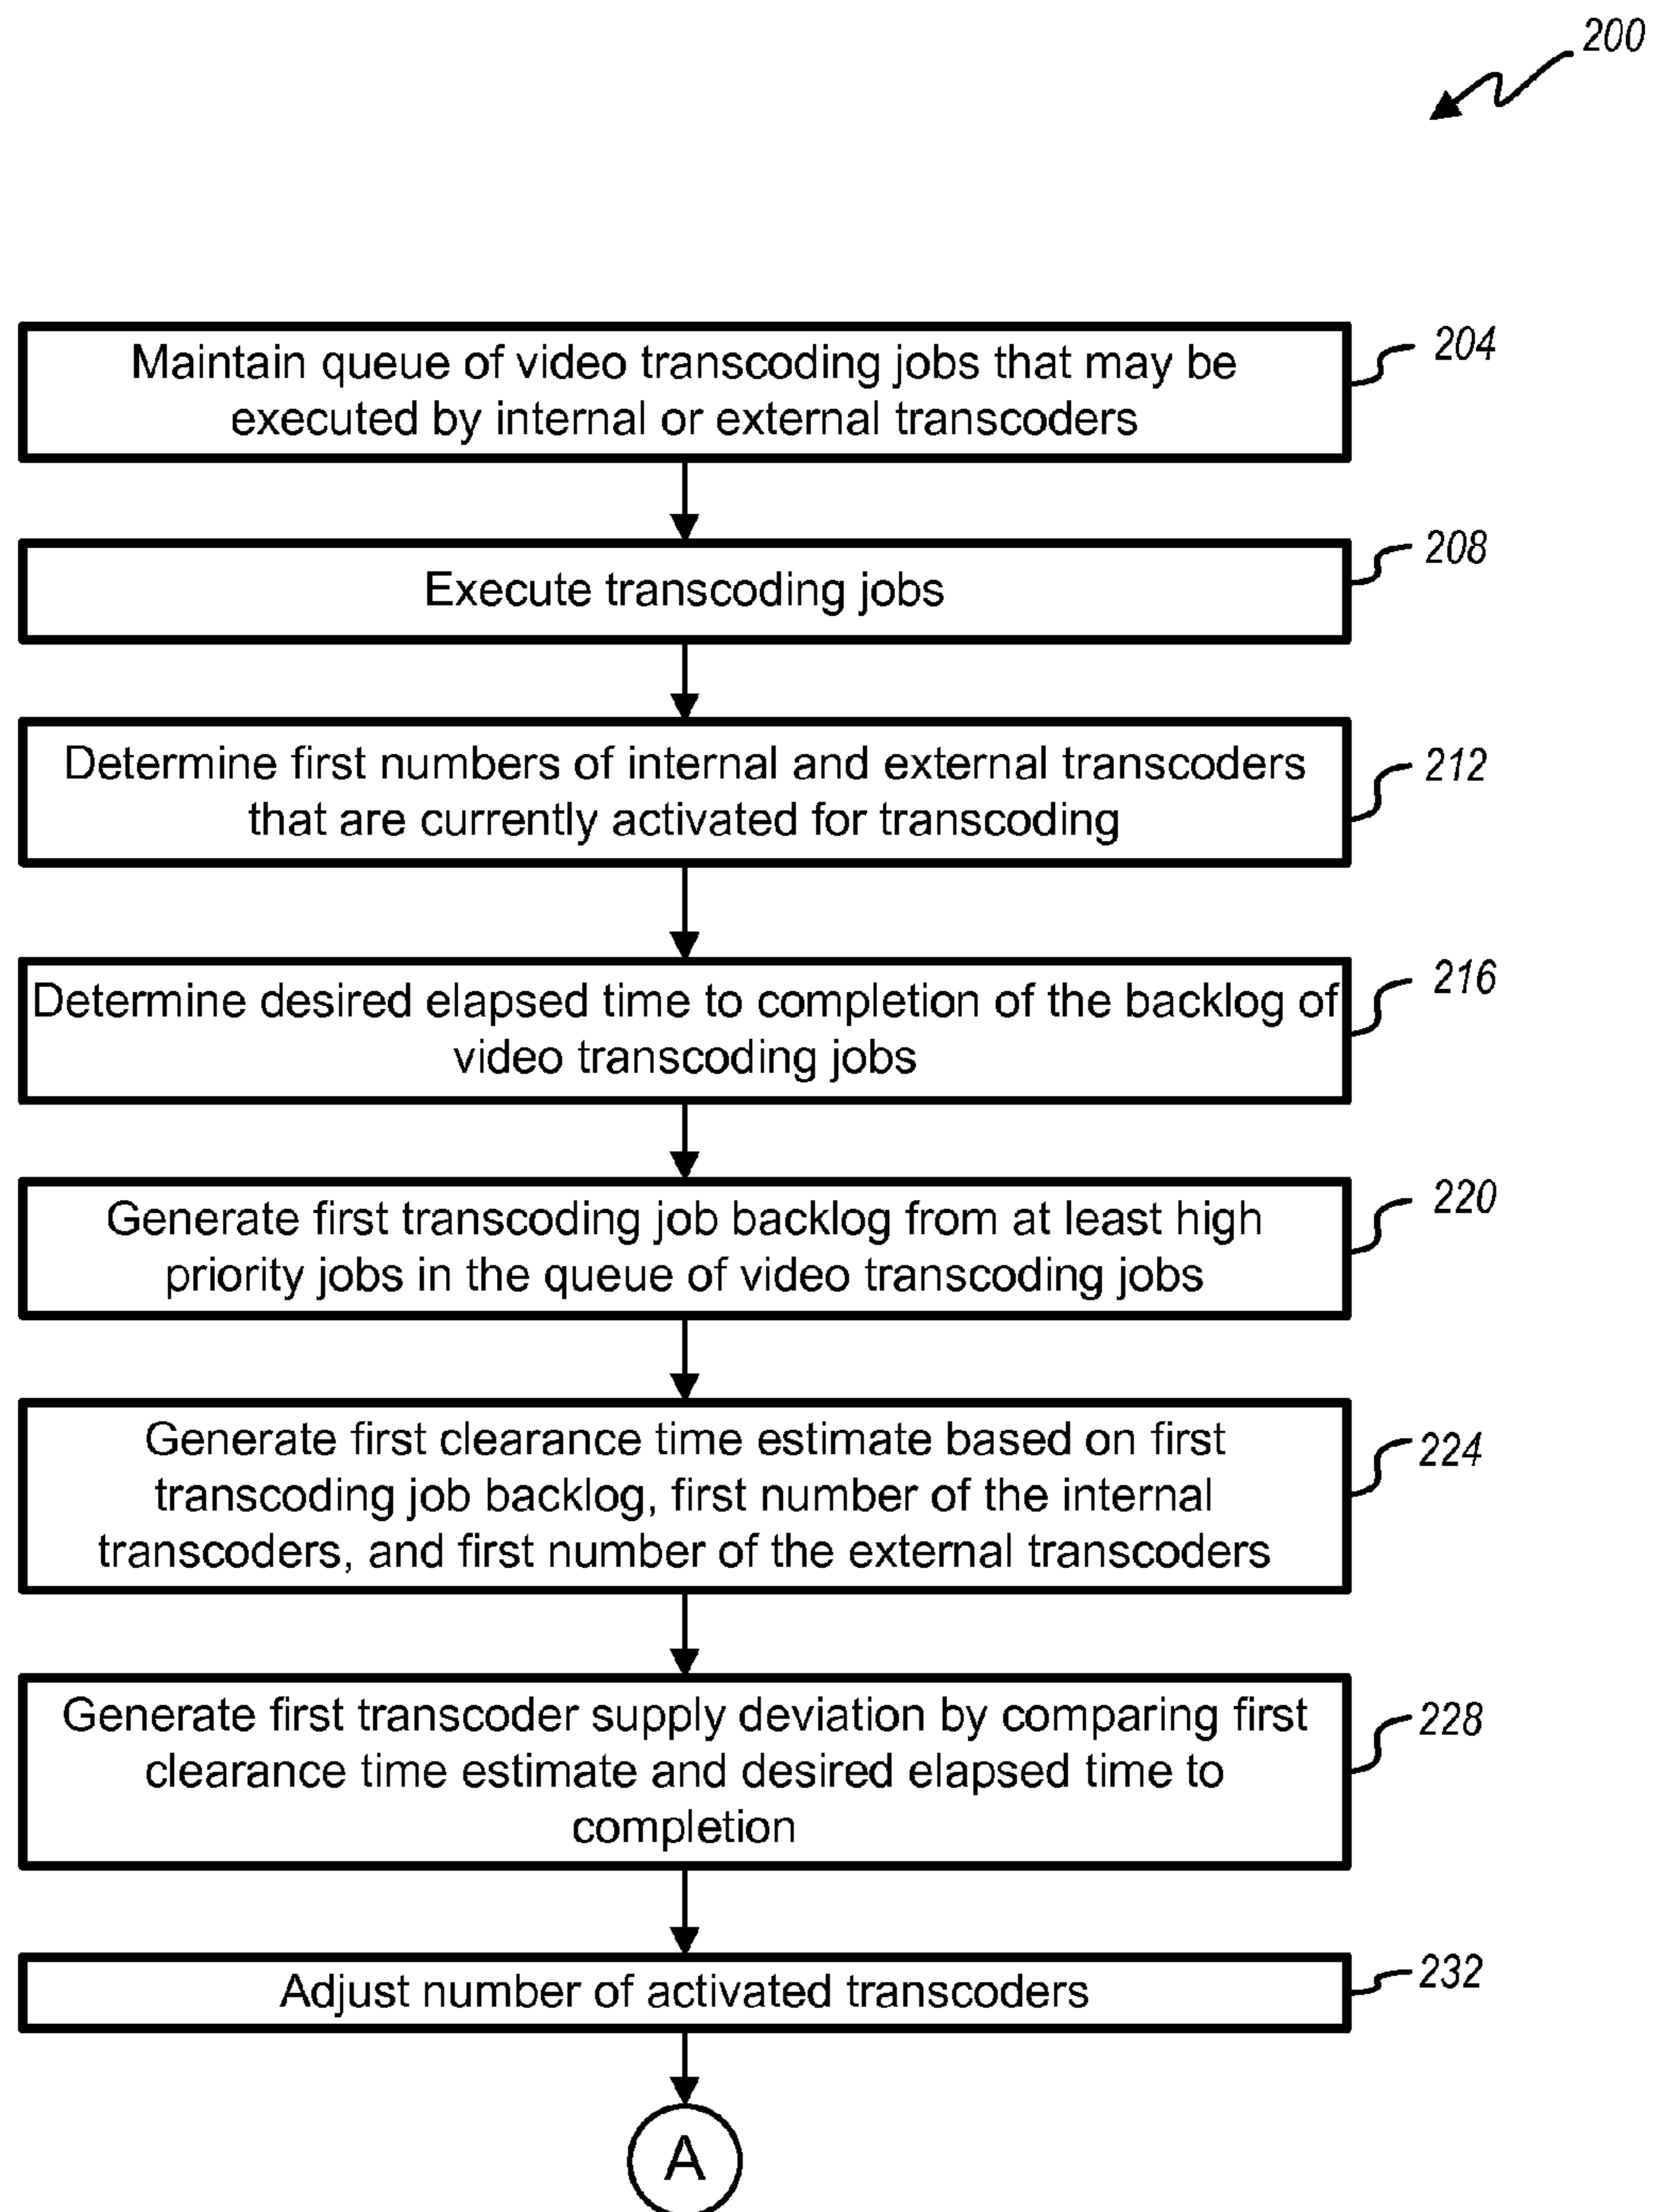 200
Maintain queue of video transcoding jobs that may be
executed by internal or external transcoders
204
Execute transcoding jobs
208
Determine first numbers of internal and external transcoders
that are currently activated for transcoding
212
Determine desired elapsed time to completion of the backlog of
video transcoding jobs
216
Generate first transcoding job backlog from at least high
priority jobs in the queue of video transcoding jobs
220
Generate first clearance time estimate based on first
transcoding job backlog, first number of the internal
transcoders, and first number of the external transcoders
224
Generate first transcoder supply deviation by comparing first
clearance time estimate and desired elapsed time to
completion
228
Adjust number of activated transcoders
232
A